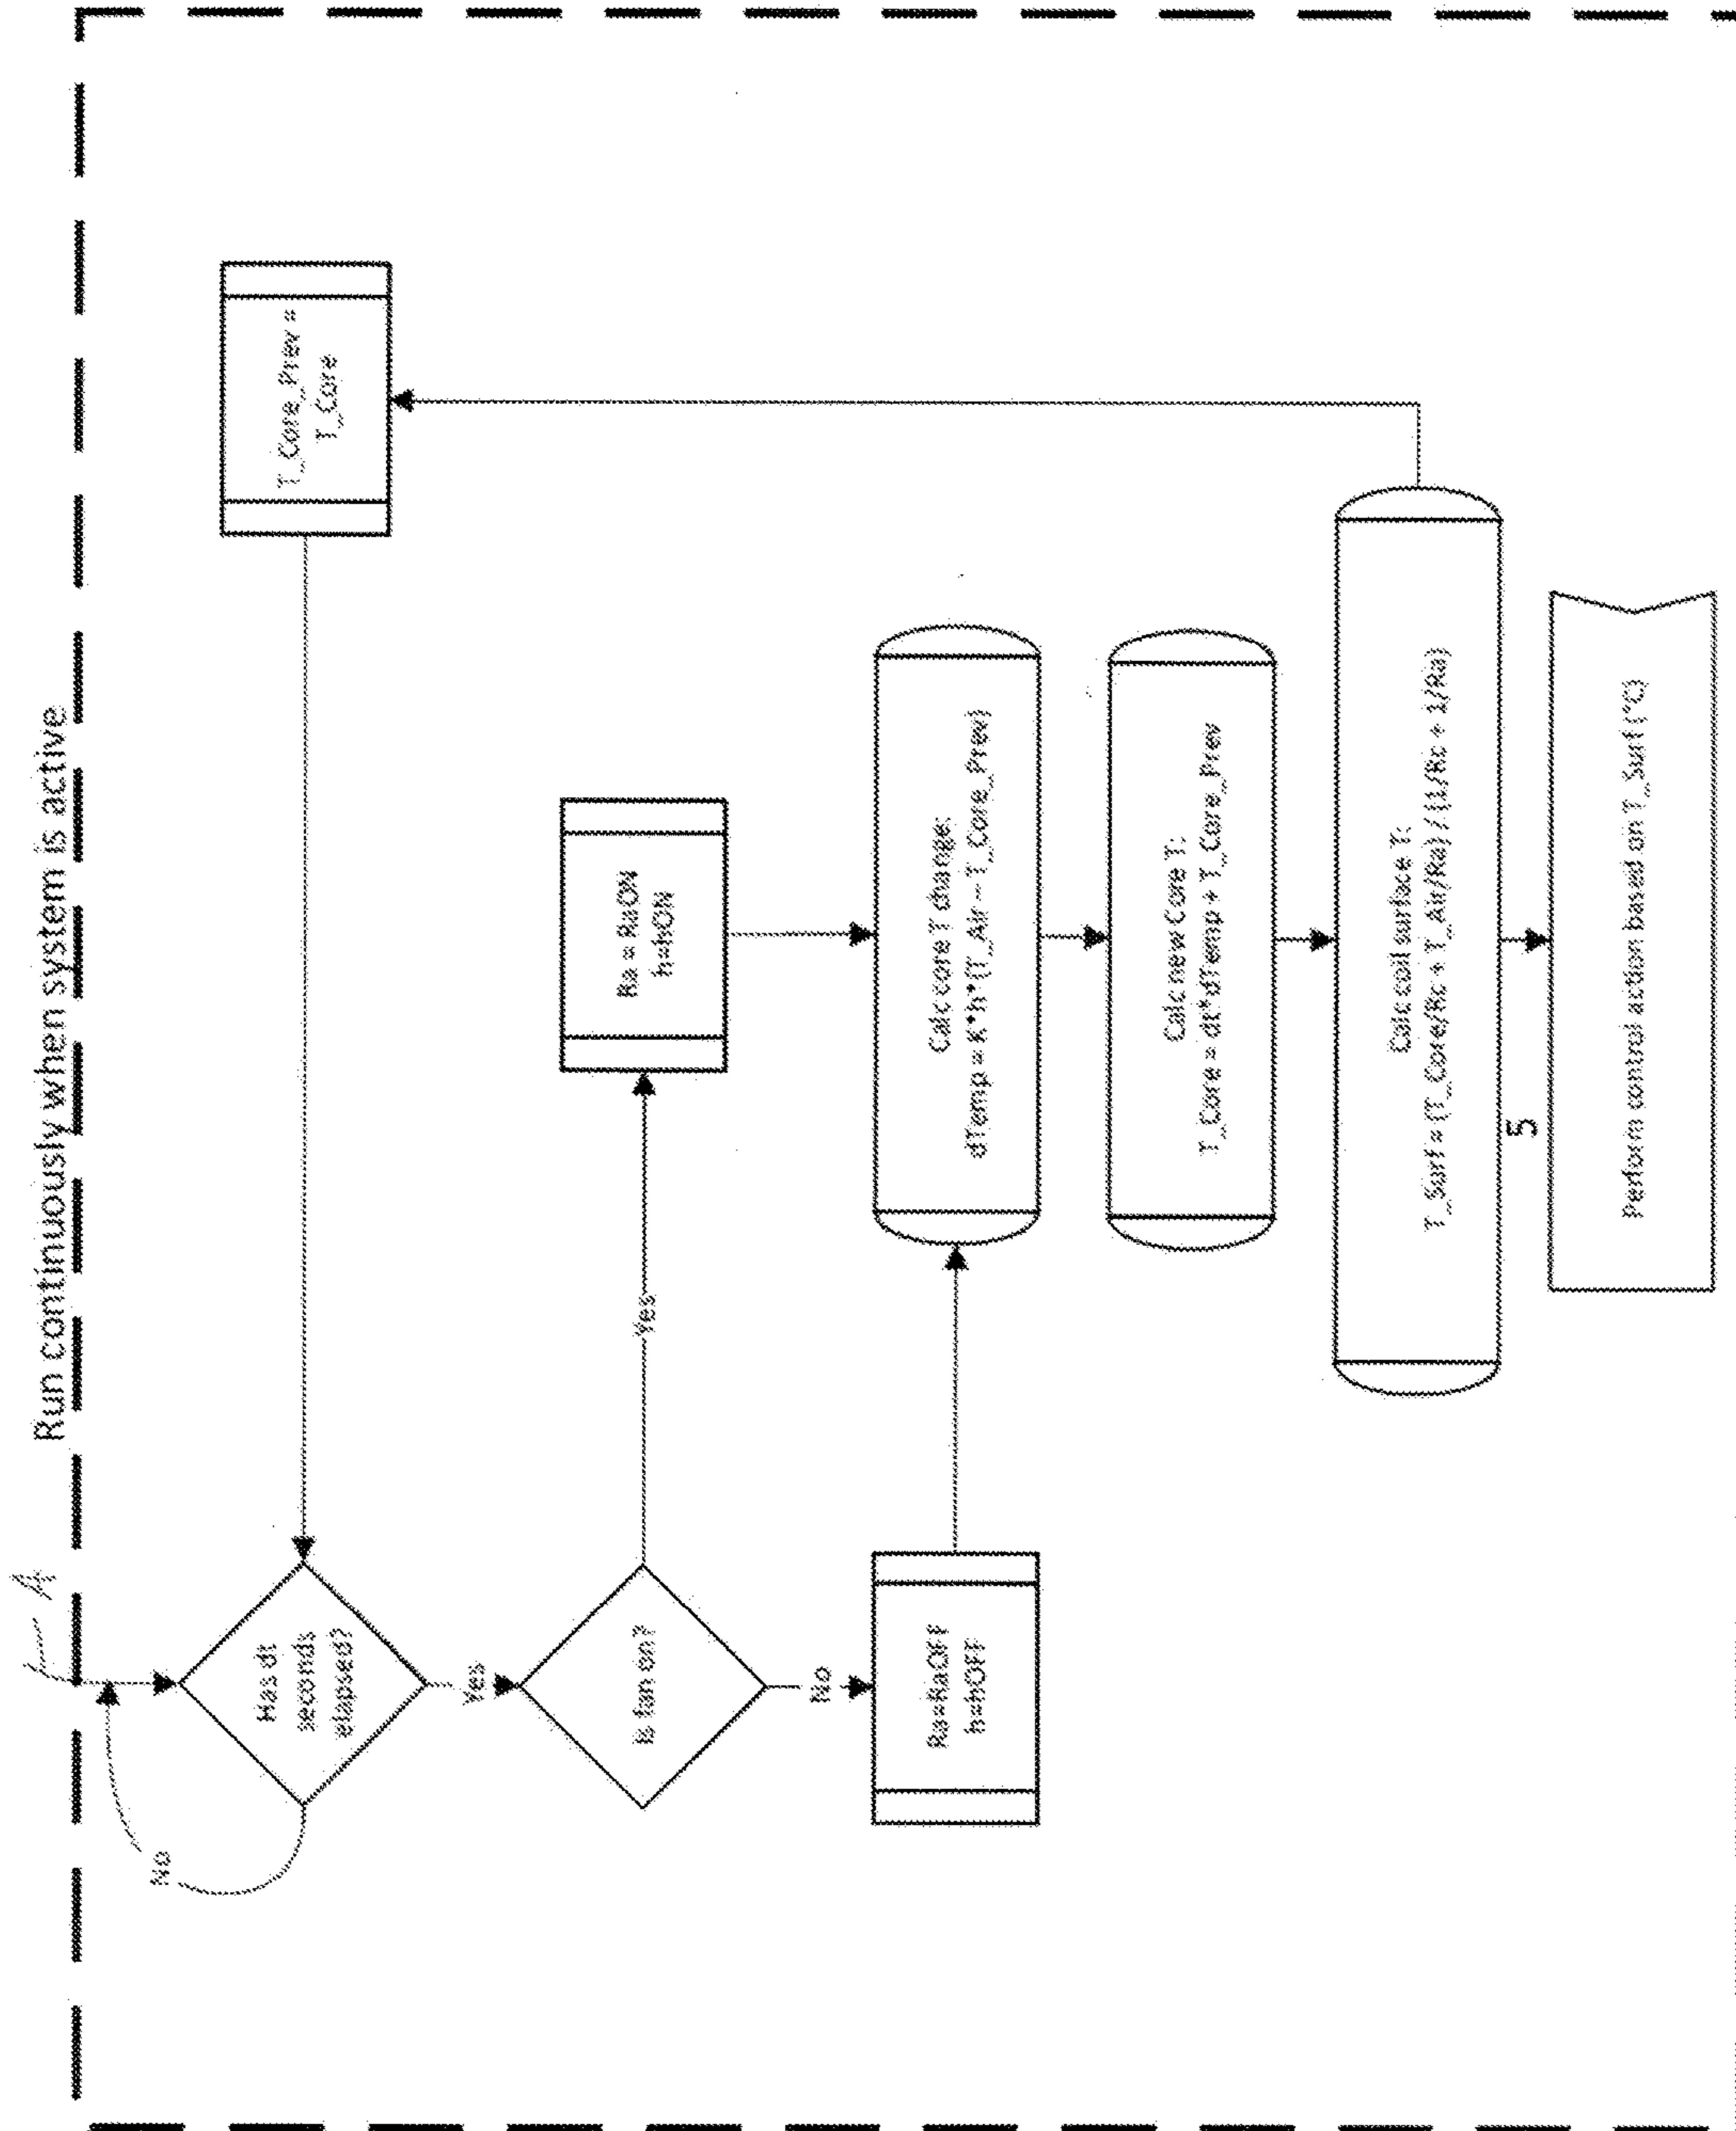 Run continuously when system is active
A
Has dt
seconds
elapsed?
No
Yes
T_Core_Prev =
T_Core
Is fan on?
Yes
No
Ra = RaON
h=hON
Ra=RaOFF
h=hOFF
Calc core T change:
dTemp = K*h*(T_Air – T_Core_Prev)
Calc new Core T:
T_Core = dt*dTemp + T_Core_Prev
Calc coil surface T:
T_Surf = (T_Core/Rc + T_Air/Ra) / (1/Rc + 1/Ra)
5
Perform control action based on T_Surf (°C)